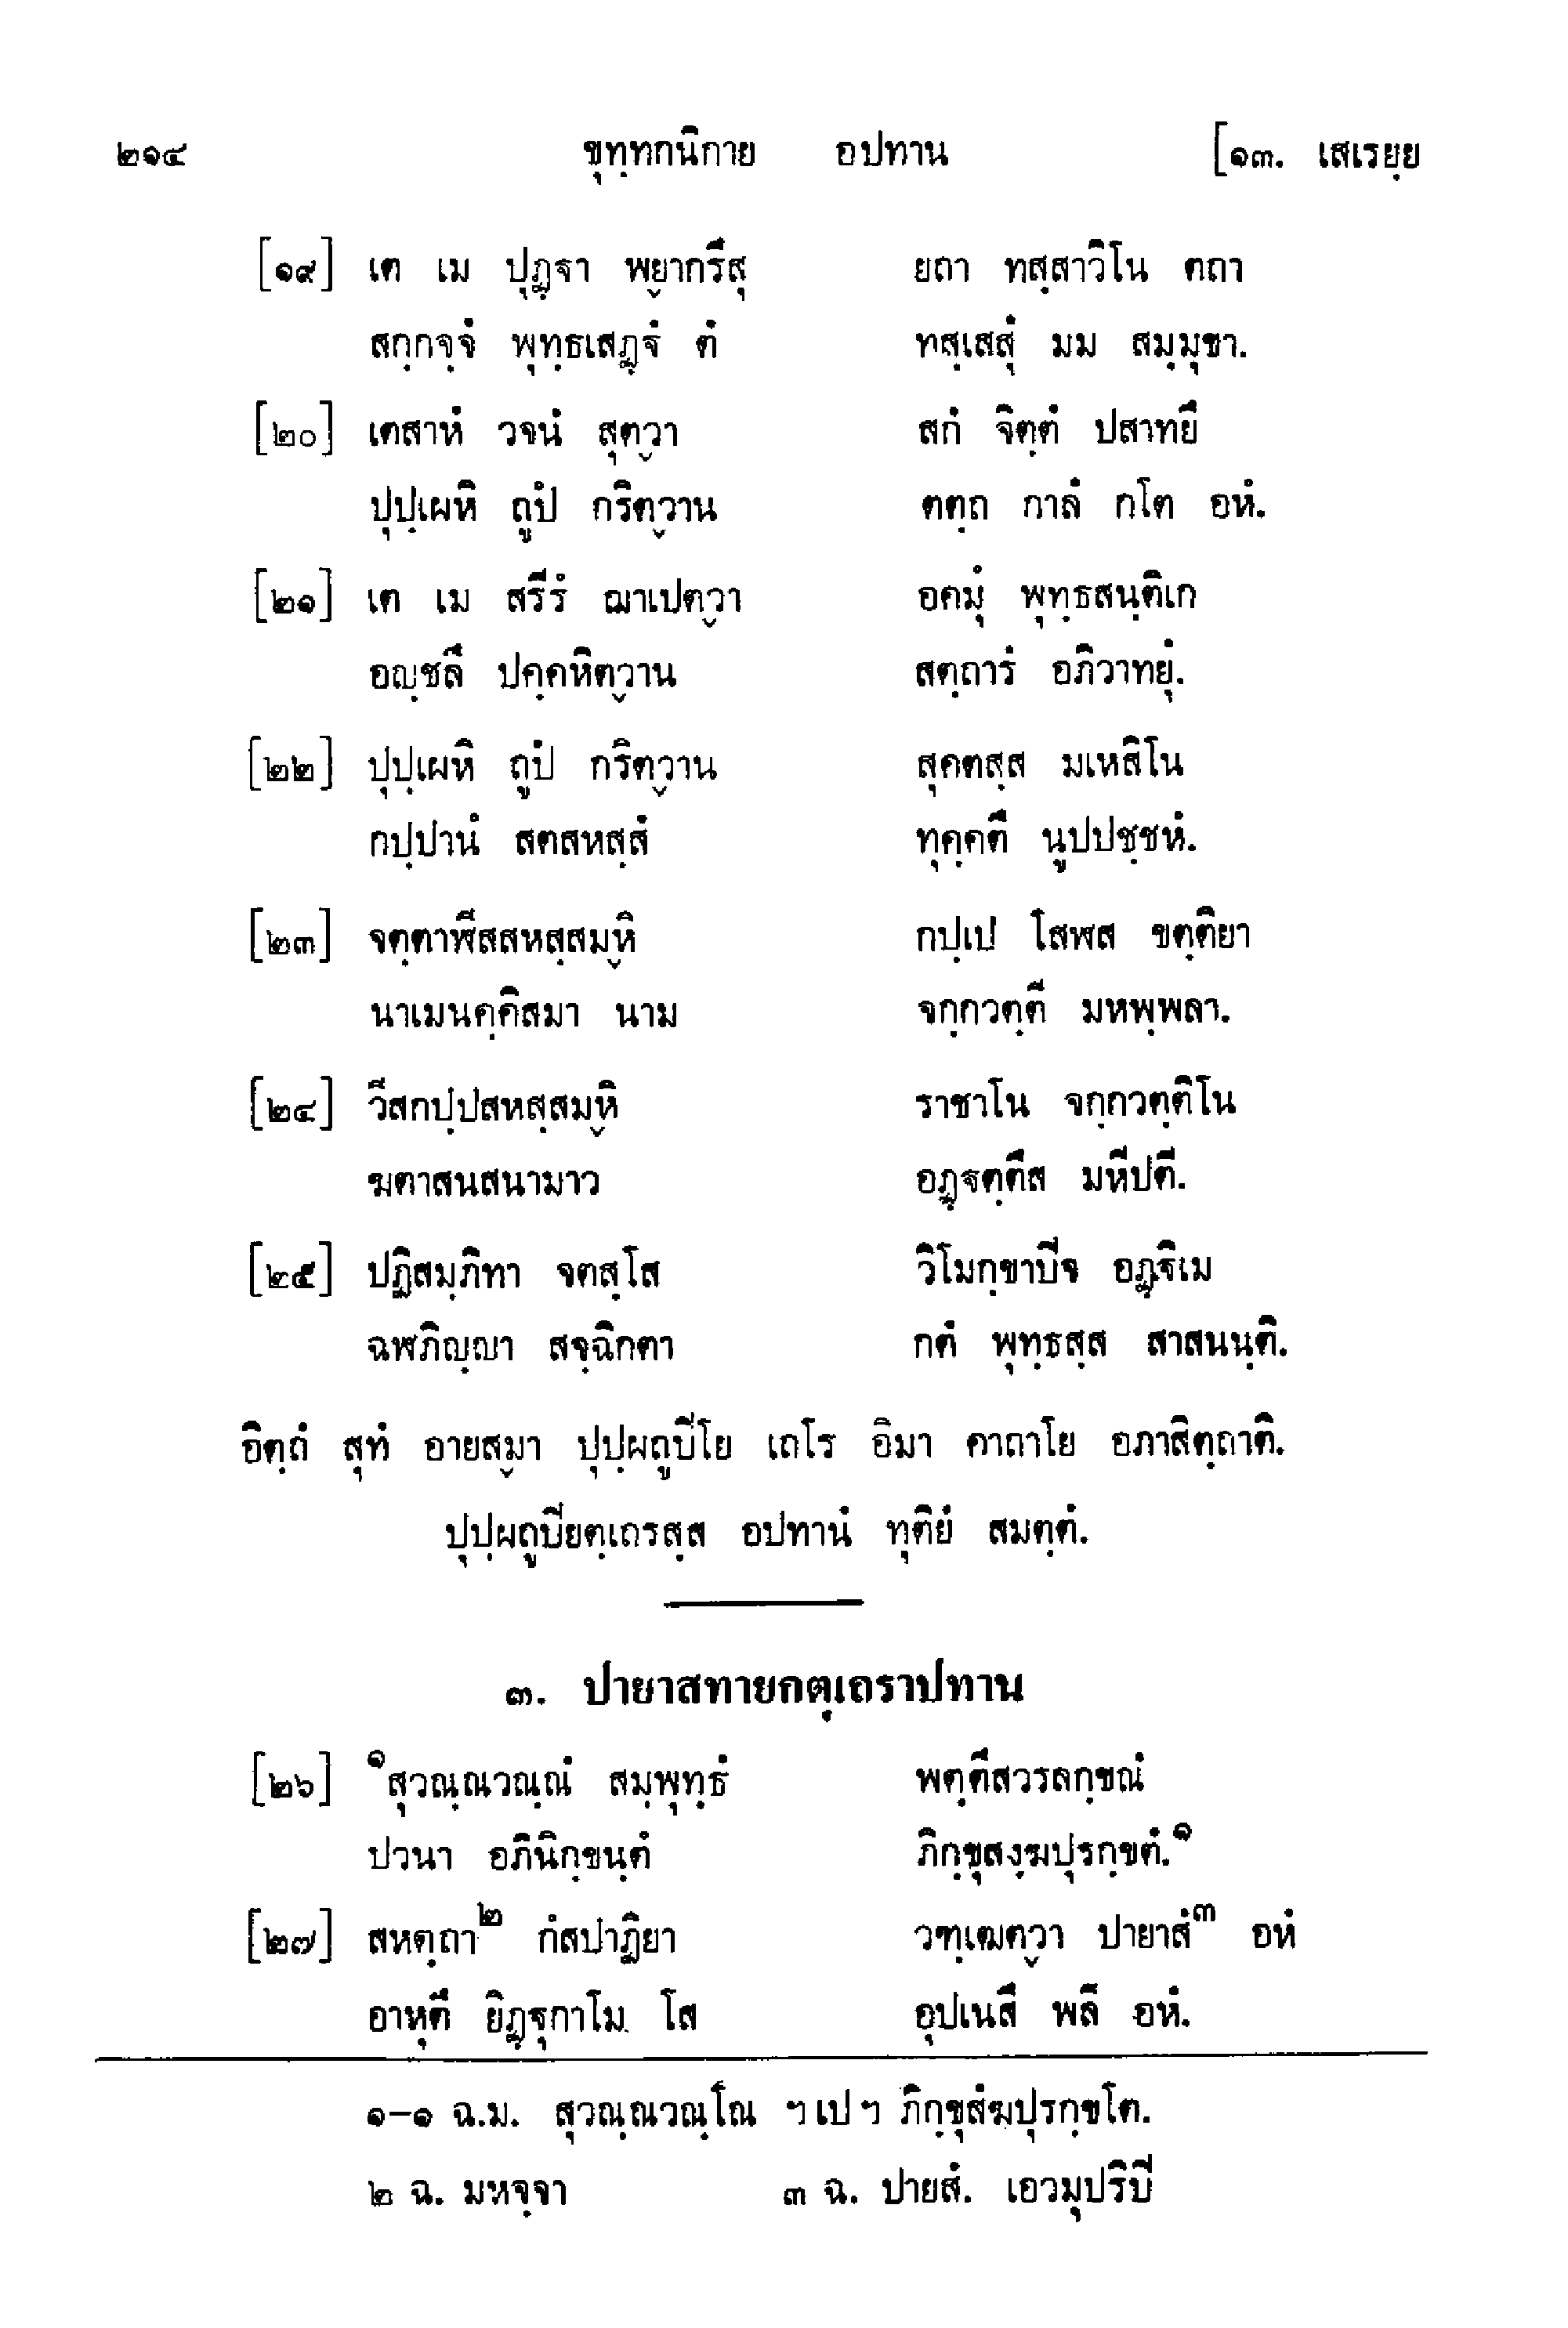 ๒๑๔ ขุทฺทกนิกาย อปทาน [๑๓. เสเรยฺย
[๑๙] เต เม ปุฏฺฐา พฺยากรึสุ ยถา ทสฺสาวิโน ตถา
สกฺกจฺจํ พุทฺธเสฏฺฐํ ตํ ทสฺเสสุํ มม สมฺมุขา.
[๒๐] เตสาหํ วจนํ สุตฺวา สกํ จิตฺตํ ปสาทยึ
ปุปฺเผหิ ถูปํ กริตฺวาน ตตฺถ กาลํ กโต อหํ.
[๒๑] เต เม สรีรํ ฌาเปตฺวา อคมุํ พุทฺธสนฺติเก
อญฺชลึ ปคฺคหิตฺวาน สตฺถารํ อภิวาทยุํ.
[๒๒] ปุปฺเผหิ ถูปํ กริตฺวาน สุคตสฺส มเหสิโน
กปฺปานํ สตสหสฺสํ ทุคฺคตึ นูปปชฺชหํ.
[๒๓] จตฺตาฬีสสหสฺสมฺหิ กปฺเป โสฬส ขตฺติยา
นาเมนคฺคิสมา นาม จกฺกวตฺตี มหพฺพลา.
[๒๔] วีสกปฺปสหสฺสมฺหิ ราชาโน จกฺกวตฺติโน
ฆตาสนสนามาว อฏฺฐตฺตึส มหีปตี.
[๒๕] ปฏิสมฺภิทา จตสฺโส วิโมกฺขาปิจ อฏฺฐิเม
ฉฬภิญฺญา สจฺฉิกตา กตํ พุทฺธสฺส สาสนนฺติ.
อิตฺถํ สุทํ อายสฺมา ปุปฺผถูปิโย เถโร อิมา คาถาโย อภาสิตฺถาติ.
ปุปฺผถูปิยตฺเถรสฺส อปทานํ ทุติยํ สมตฺตํ.
๓. ปายาสทายกตฺเถราปทาน
[๒๖] ๑สุวณฺณวณฺณํ สมฺพุทฺธํ พตฺตึสวรลกฺขณํ
ปวนา อภินิกฺขนฺตํ ภิกฺขุสงฺฆปุรกฺขตํ.๑
[๒๗] สหตฺถา๒ กํสปาฏิยา วฑฺเฒตฺวา ปายาสํ๓ อหํ
อาหุตึ ยิฏฺฐุกาโม โส อุปเนสึ พลึ อหํ.
๑-๑ ฉ.ม. สุวณฺณวณฺโณ ฯ เป ฯ ภิกฺขุสํฆปุรกฺขโต.
๒ ฉ. มหจฺจา ๓ ฉ. ปายสํ. เอวมุปริปิ